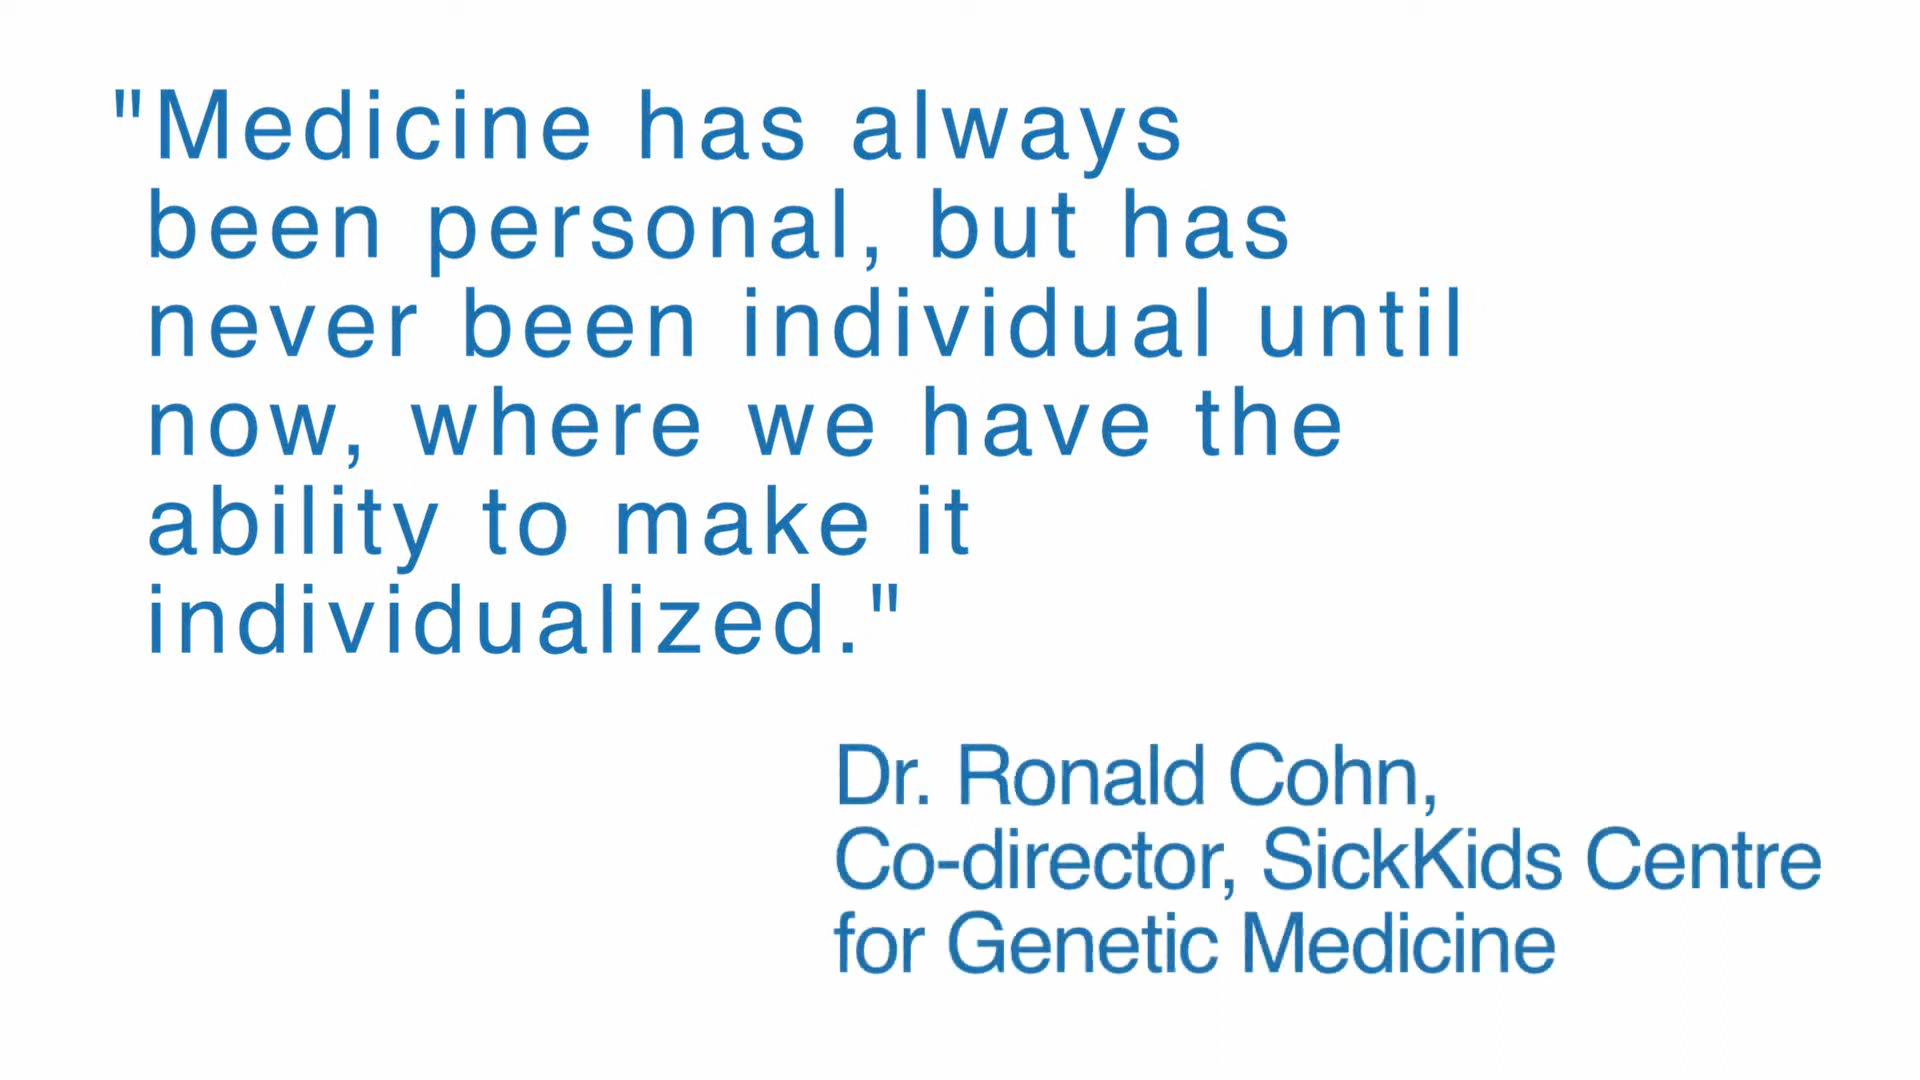 "Medicine has always
been personal, but has
never been individual until
now, where we have the
ability to make it
individualized."
Dr. Ronald Cohn,
Co-director, SickKids Centre
for Genetic Medicine